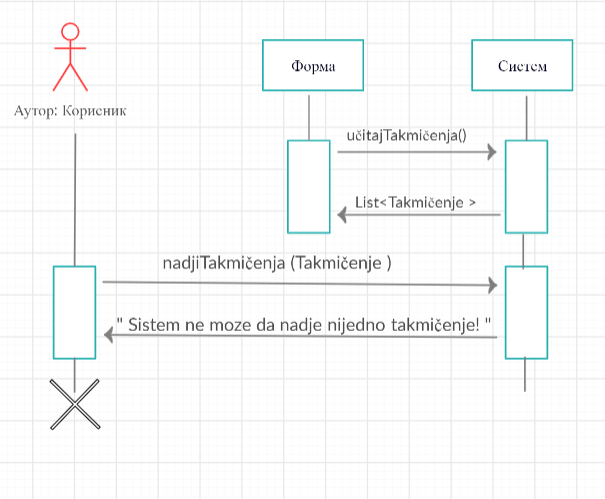 Форма
Систем
Аутор: Корисник
učitajTakmičenja()
List<Takmičenje >
nadjiTakmičenja (Takmičenje )
" Sistem ne moze da nadje nijedno takmičenje! "